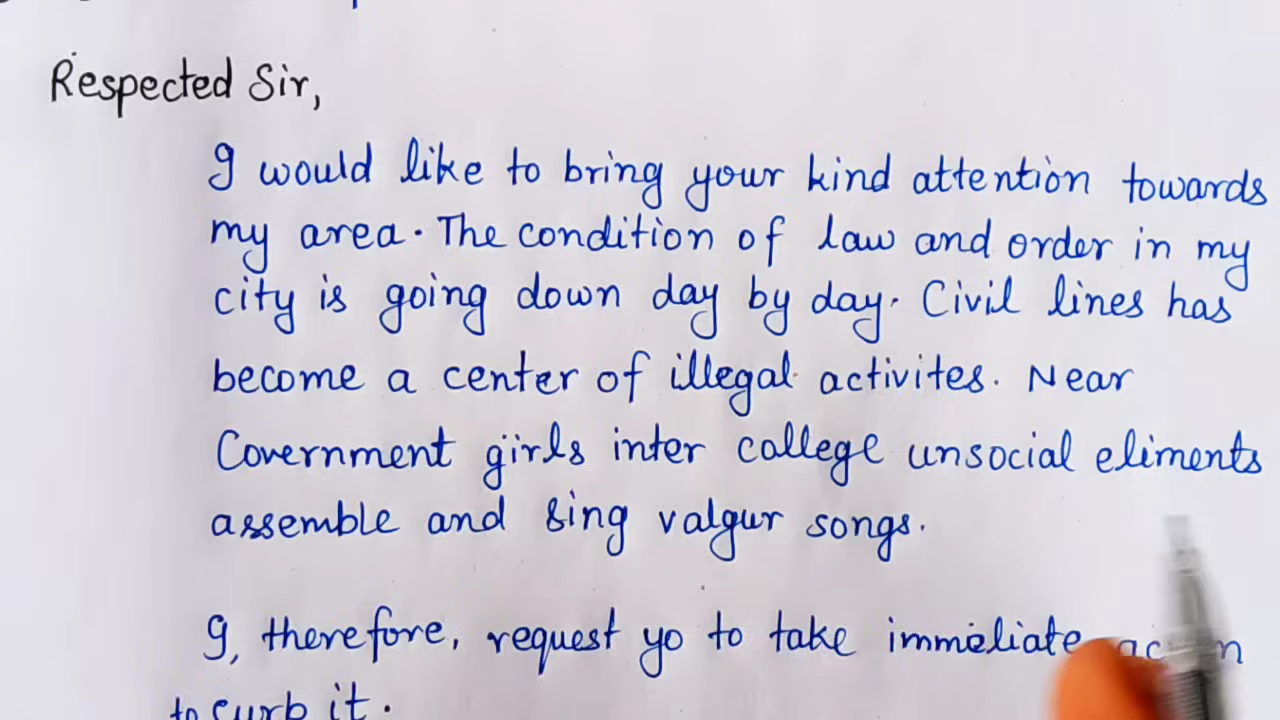 Respected Sir,
I would like to bring your kind attention towards
my area. The condition of law and order in my
city is going down day by day. Civil lines has
become a center of illegal activites. Near
Government girls inter college unsocial eliments
assemble and sing valgur songs.
I, therefore, request yo to take immeliate
to curb it.